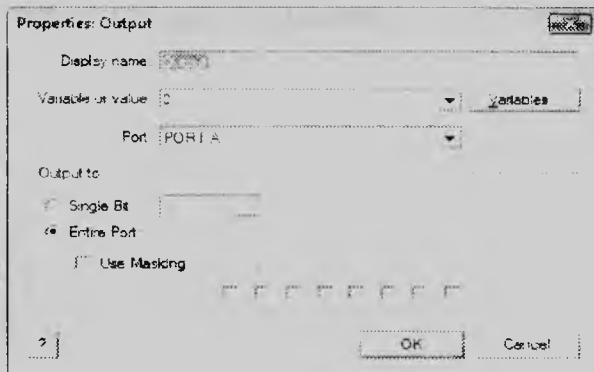 Properties: Output
Display name
Variable or value 0 Variables
Port PORT A
Output to
Single Bit
Entire Port
Use Masking
? OK Cancel